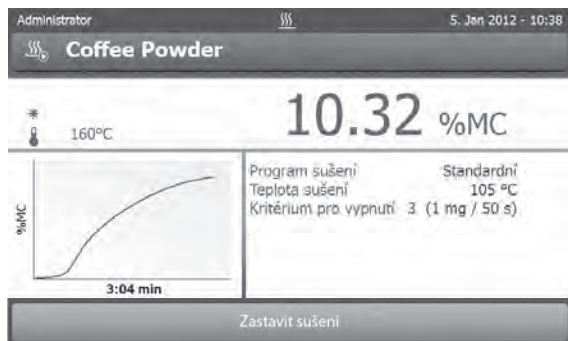 Administrator 5. Jan 2012 - 10:38
Coffee Powder
160°C
10.32 %MC
%MC
3:04 min
Program sušení Standardní
Teplota sušení 105 °C
Kritérium pro vypnutí 3 (1 mg / 50 s)
Zastavit sušení